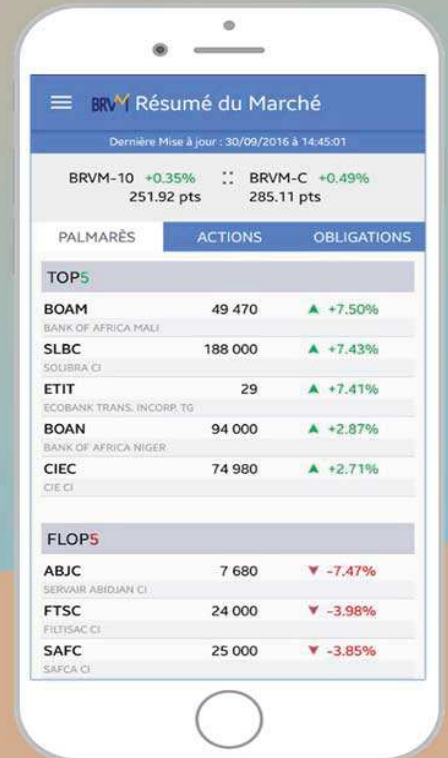 BRVM Résumé du Marché
Dernière Mise à jour : 30/09/2016 à 14:45:01
BRVM-10 +0.35% BRVM-C +0.49%
251.92 pts 285.11 pts
PALMARÈS ACTIONS OBLIGATIONS
TOP5
BOAM 49 470 ▲ +7.50%
BANK OF AFRICA MALI
SLBC 188 000 ▲ +7.43%
SOLIBRA CI
ETIT 29 ▲ +7.41%
ECOBANK TRANS. INCORP. TG
BOAN 94 000 ▲ +2.87%
BANK OF AFRICA NIGER
CIEC 74 980 ▲ +2.71%
CIE CI
FLOP5
ABJC 7 680 ▼ -7.47%
SERVAIR ABIDJAN CI
FTSC 24 000 ▼ -3.98%
FILTISAC CI
SAFC 25 000 ▼ -3.85%
SAFCA CI